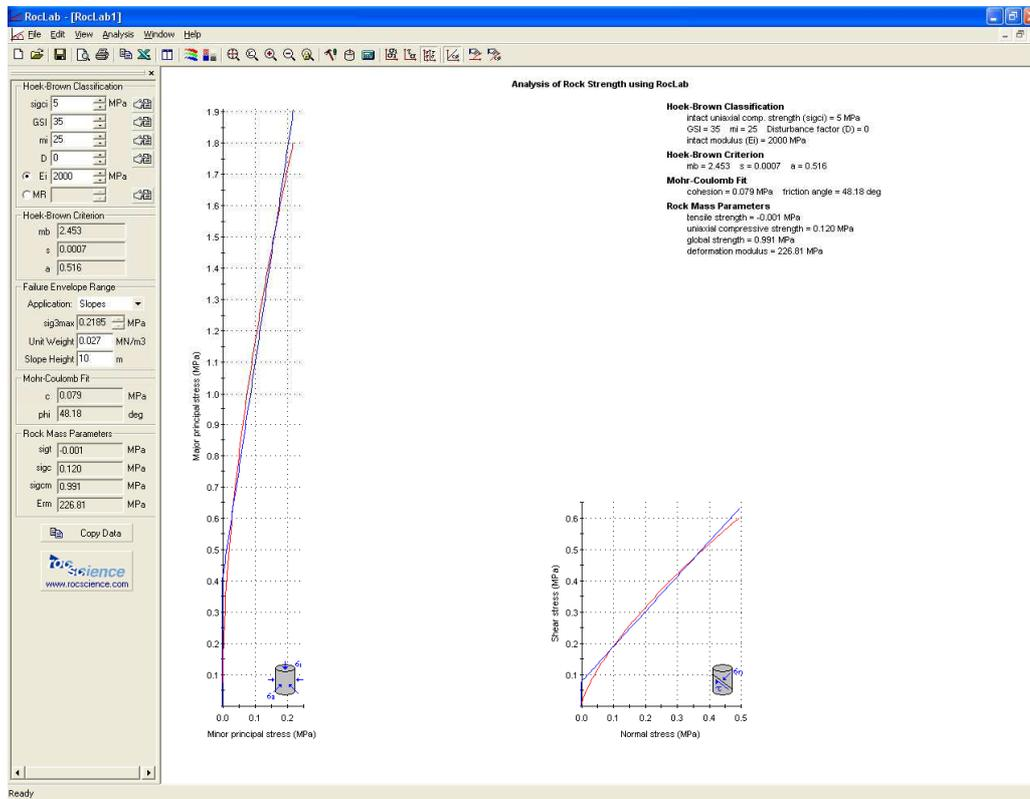 RocLab - [RocLab1]
File Edit View Analysis Window Help
Hoek-Brown Classification
sigci 5 MPa
GSI 35
mi 25
D 0
Ei 2000 MPa
MR
Hoek-Brown Criterion
mb 2.453
s 0.0007
a 0.516
Failure Envelope Range
Application: Slopes
sig3max 0.2185 MPa
Unit Weight 0.027 MN/m3
Slope Height 10 m
Mohr-Coulomb Fit
c 0.079 MPa
phi 48.18 deg
Rock Mass Parameters
sigt -0.001 MPa
sigc 0.120 MPa
sigcm 0.991 MPa
Erm 226.81 MPa
Copy Data
rocscience
www.rocscience.com
Ready
Analysis of Rock Strength using RocLab
Hoek-Brown Classification
intact uniaxial comp. strength (sigci) = 5 MPa
GSI = 35 mi = 25 Disturbance factor (D) = 0
intact modulus (Ei) = 2000 MPa
Hoek-Brown Criterion
mb = 2.453 s = 0.0007 a = 0.516
Mohr-Coulomb Fit
cohesion = 0.079 MPa friction angle = 48.18 deg
Rock Mass Parameters
tensile strength = -0.001 MPa
uniaxial compressive strength = 0.120 MPa
global strength = 0.991 MPa
deformation modulus = 226.81 MPa
Major principal stress (MPa)
1.9
1.8
1.7
1.6
1.5
1.4
1.3
1.2
1.1
1.0
0.9
0.8
0.7
0.6
0.5
0.4
0.3
0.2
0.1
0.0 0.1 0.2
Minor principal stress (MPa)
Shear stress (MPa)
0.6
0.5
0.4
0.3
0.2
0.1
0.0 0.1 0.2 0.3 0.4 0.5
Normal stress (MPa)